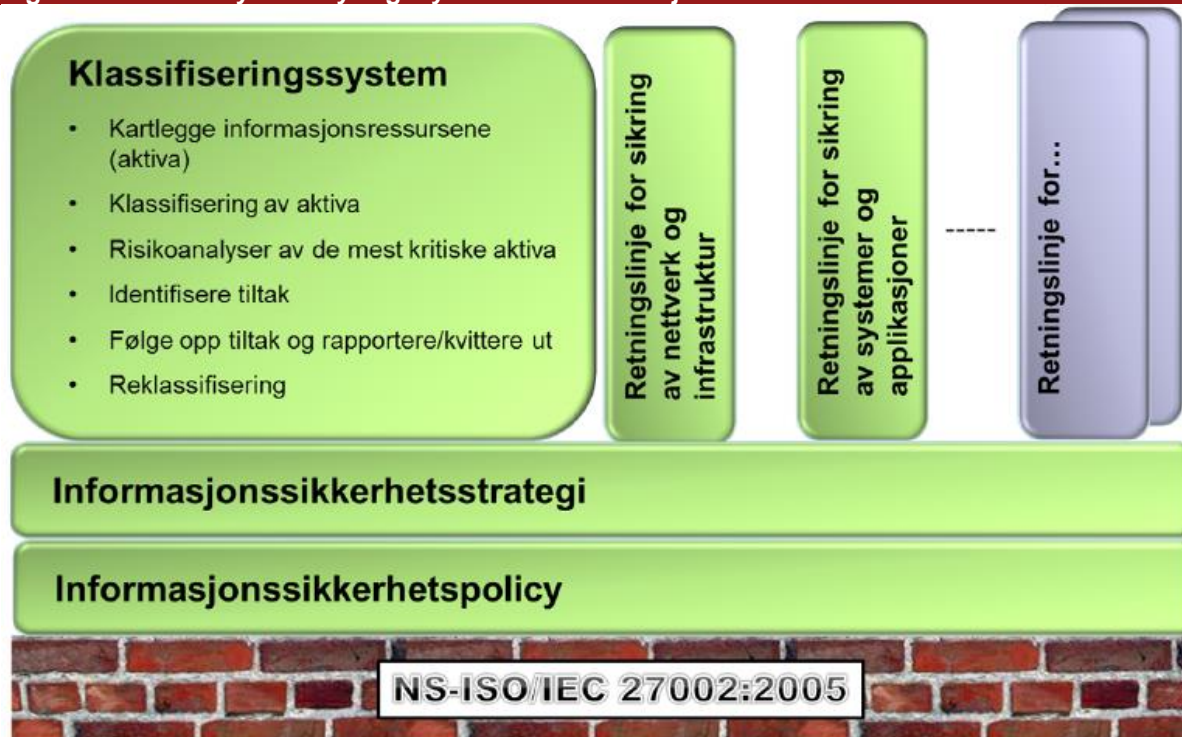 Klassifiseringssystem
• Kartlegge informasjonsressursene
(aktiva)
• Klassifisering av aktiva
• Risikoanalyser av de mest kritiske aktiva
• Identifisere tiltak
• Følge opp tiltak og rapportere/kvittere ut
• Reklassifisering
Retningslinje for sikring
av nettverk og
infrastruktur
Retningslinje for sikring
av systemer og
applikasjoner
-----
Retningslinje for...
Informasjonssikkerhetsstrategi
Informasjonssikkerhetspolicy
NS-ISO/IEC 27002:2005